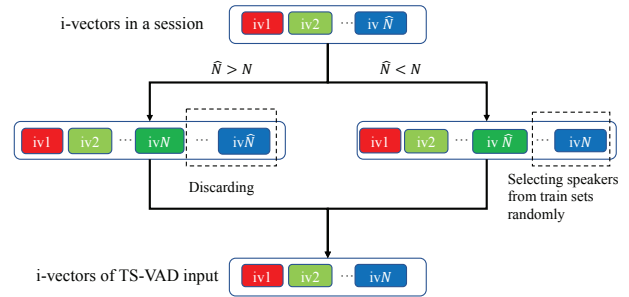 i-vectors in a session iv1 iv2 ··· iv N̂
N̂ > N N̂ < N
iv1 iv2 ··· ivN ··· ivN̂ iv1 iv2 ··· iv N̂ ··· ivN
Discarding
Selecting speakers
from train sets
randomly
i-vectors of TS-VAD input iv1 iv2 ··· ivN